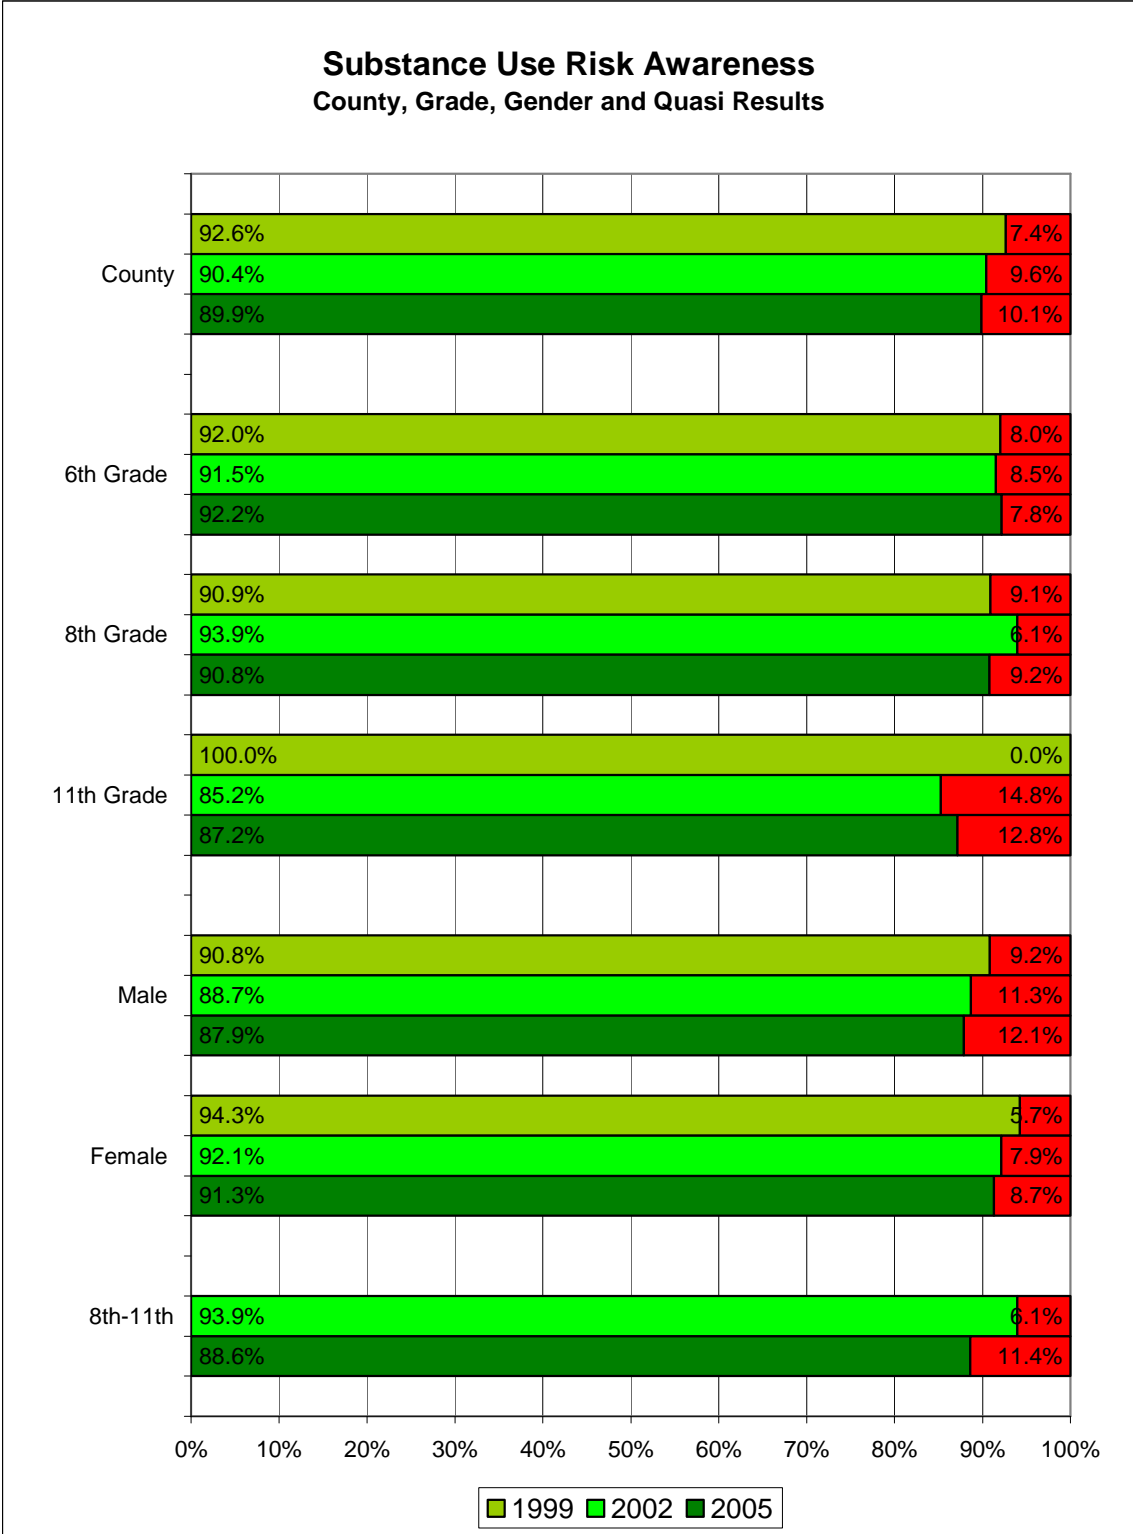 Substance Use Risk Awareness
County, Grade, Gender and Quasi Results
92.6% 7.4%
County 90.4% 9.6%
89.9% 10.1%
92.0% 8.0%
6th Grade 91.5% 8.5%
92.2% 7.8%
90.9% 9.1%
8th Grade 93.9% 6.1%
90.8% 9.2%
100.0% 0.0%
11th Grade 85.2% 14.8%
87.2% 12.8%
90.8% 9.2%
Male 88.7% 11.3%
87.9% 12.1%
94.3% 5.7%
Female 92.1% 7.9%
91.3% 8.7%
8th-11th 93.9% 6.1%
88.6% 11.4%
0% 10% 20% 30% 40% 50% 60% 70% 80% 90% 100%
1999 2002 2005